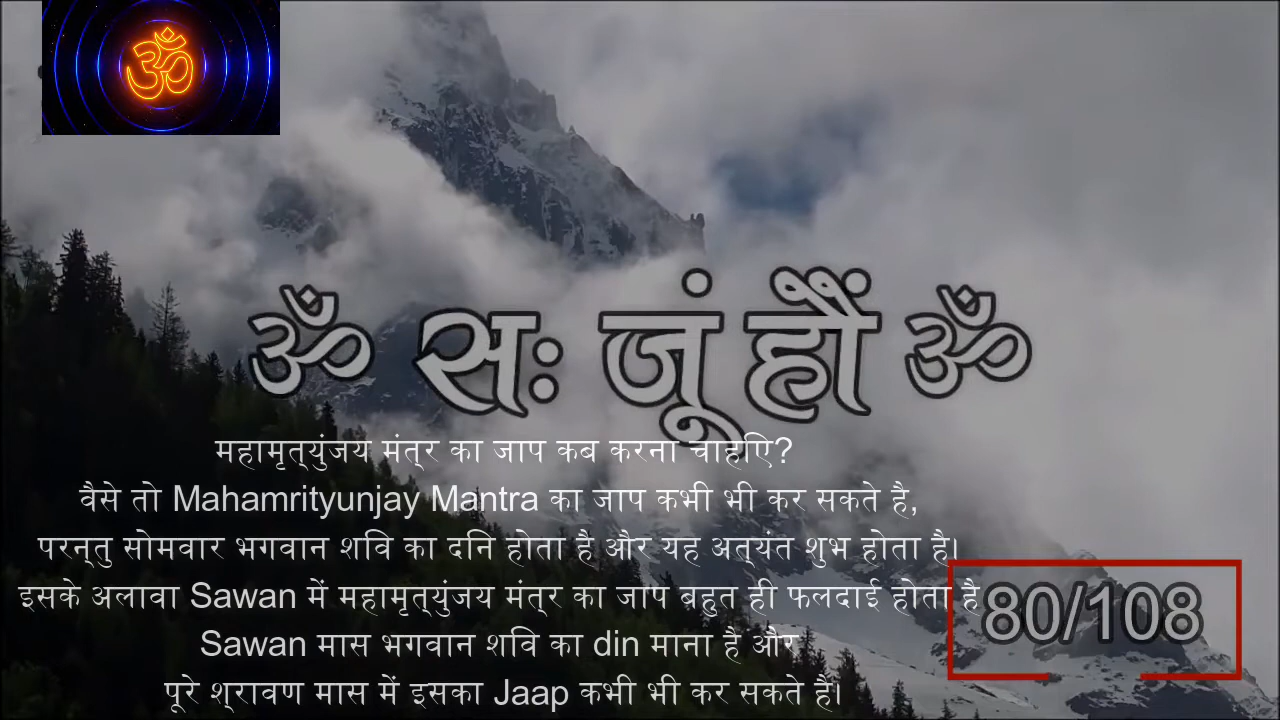 ॐ
ॐ सः जूं हौं ॐ
महामृत्युंजय मंत्र का जाप कब करना चाहिए?
वैसे तो Mahamrityunjay Mantra का जाप कभी भी कर सकते है,
परन्तु सोमवार भगवान शवि का दनि होता है और यह अत्यंत शुभ होता है।
इसके अलावा Sawan में महामृत्युंजय मंत्र का जाप बहुत ही फलदाई होता है
80/108
Sawan मास भगवान शवि का din माना है और
पूरे श्रावण मास में इसका Jaap कभी भी कर सकते है।